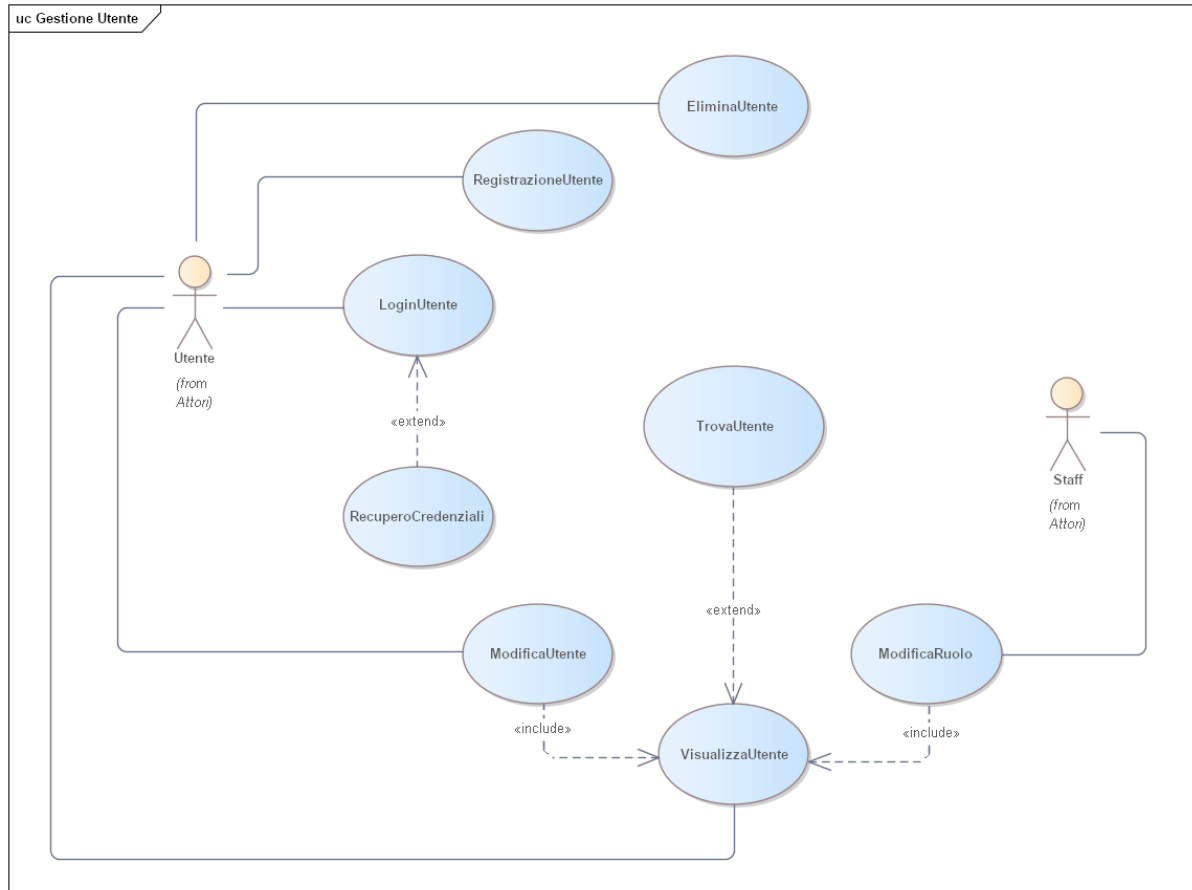 uc Gestione Utente
EliminaUtente
RegistrazioneUtente
LoginUtente
Utente
(from
Attori)
«extend»
TrovaUtente
Staff
(from
Attori)
RecuperoCredenziali
«extend»
ModificaUtente
ModificaRuolo
«include»
«include»
VisualizzaUtente